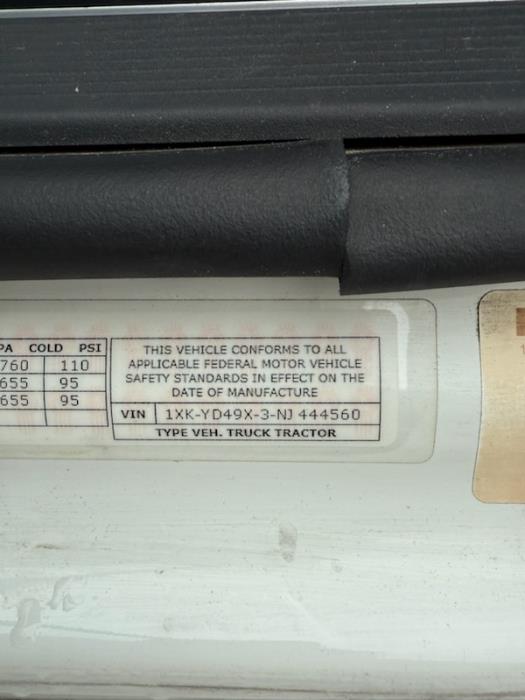 PA COLD PSI
760 110
655 95
655 95
THIS VEHICLE CONFORMS TO ALL
APPLICABLE FEDERAL MOTOR VEHICLE
SAFETY STANDARDS IN EFFECT ON THE
DATE OF MANUFACTURE
VIN 1XK-YD49X-3-NJ 444560
TYPE VEH. TRUCK TRACTOR